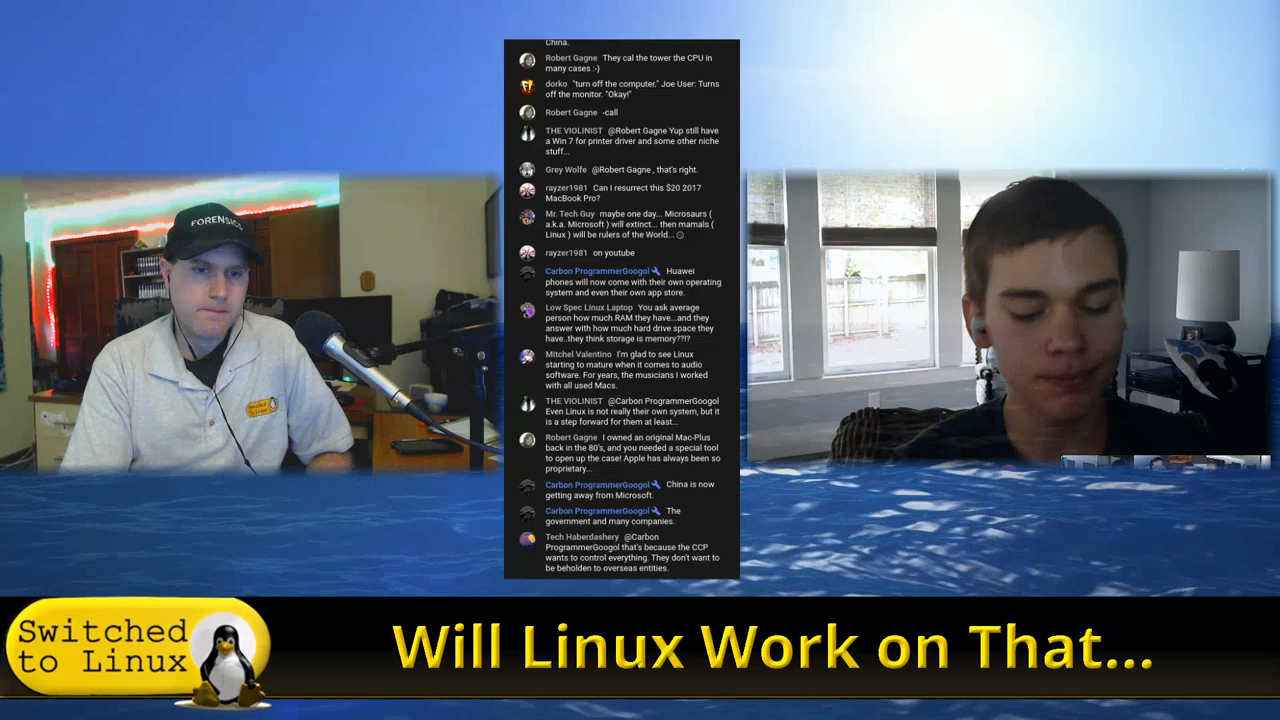 China.
Robert Gagne They cal the tower the CPU in
many cases :-)
dorko "turn off the computer." Joe User: Turns
off the monitor. "Okay!"
Robert Gagne -call
THE VIOLINIST @Robert Gagne Yup still have
a Win 7 for printer driver and some other niche
stuff...
Grey Wolfe @Robert Gagne , that's right.
rayzer1981 Can I resurrect this $20 2017
MacBook Pro?
Mr. Tech Guy maybe one day... Microsaurs (
a.k.a. Microsoft ) will extinct... then mamals (
Linux ) will be rulers of the World...
rayzer1981 on youtube
Carbon ProgrammerGoogol Huawei
phones will now come with their own operating
system and even their own app store.
Low Spec Linux Laptop You ask average
person how much RAM they have..and they
answer with how much hard drive space they
have..they think storage is memory??!?
Mitchel Valentino I'm glad to see Linux
starting to mature when it comes to audio
software. For years, the musicians I worked
with all used Macs.
THE VIOLINIST @Carbon ProgrammerGoogol
Even Linux is not really their own system, but it
is a step forward for them at least...
Robert Gagne I owned an original Mac-Plus
back in the 80's, and you needed a special tool
to open up the case! Apple has always been so
proprietary...
Carbon ProgrammerGoogol China is now
getting away from Microsoft.
Carbon ProgrammerGoogol The
government and many companies.
Tech Haberdashery @Carbon
ProgrammerGoogol that's because the CCP
wants to control everything. They don't want to
be beholden to overseas entities.
FORENSICS
Switched
to Linux
Switched
to Linux
Will Linux Work on That...